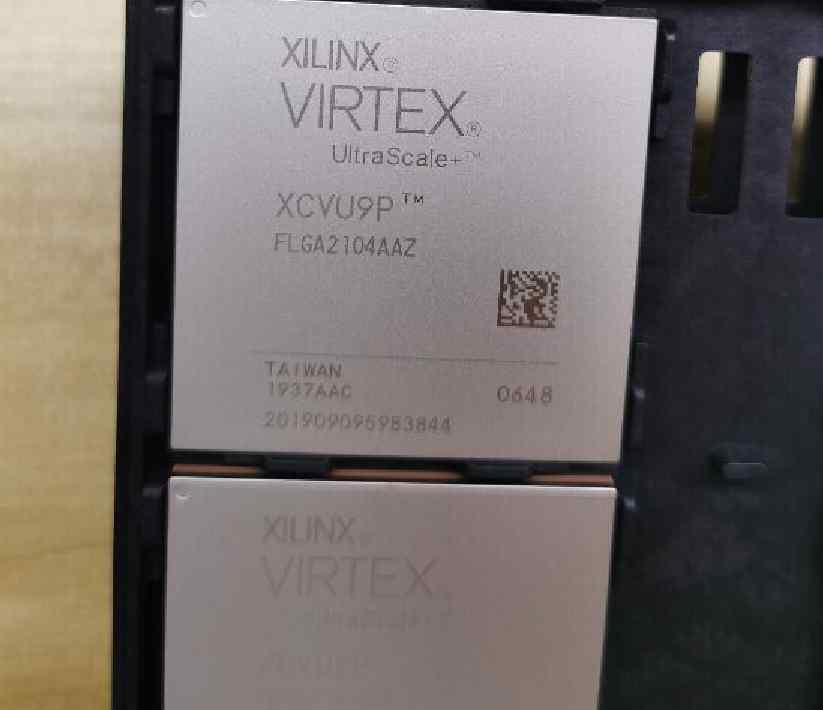 XILINX®
VIRTEX®
UltraScale+™
XCVU9P™
FLGA2104AAZ
TAIWAN
1937AAC 0648
201909095983844
XILINX
VIRTEX